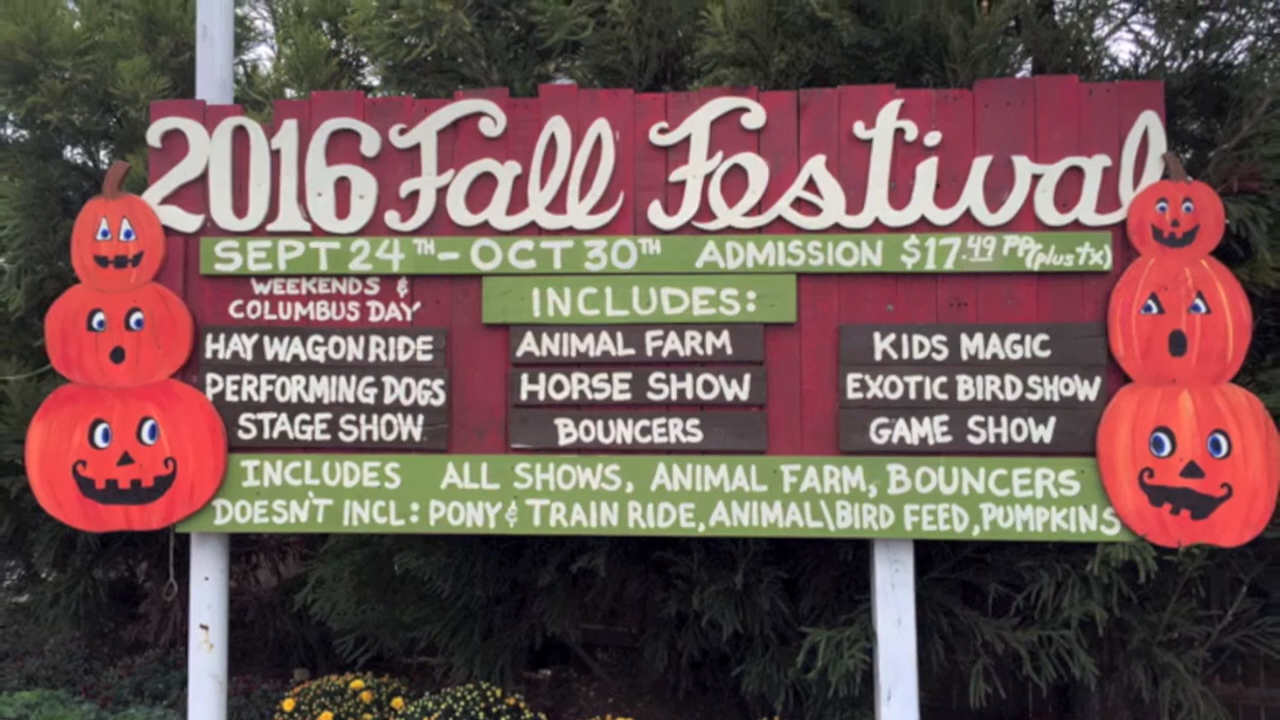 2016 Fall Festival
SEPT 24TH - OCT 30TH ADMISSION $17.49 PP (plus tx)
WEEKENDS &
COLUMBUS DAY
INCLUDES:
HAY WAGON RIDE
PERFORMING DOGS
STAGE SHOW
ANIMAL FARM
HORSE SHOW
BOUNCERS
KIDS MAGIC
EXOTIC BIRD SHOW
GAME SHOW
INCLUDES ALL SHOWS, ANIMAL FARM, BOUNCERS
DOESN'T INCL: PONY & TRAIN RIDE, ANIMAL\BIRD FEED, PUMPKINS